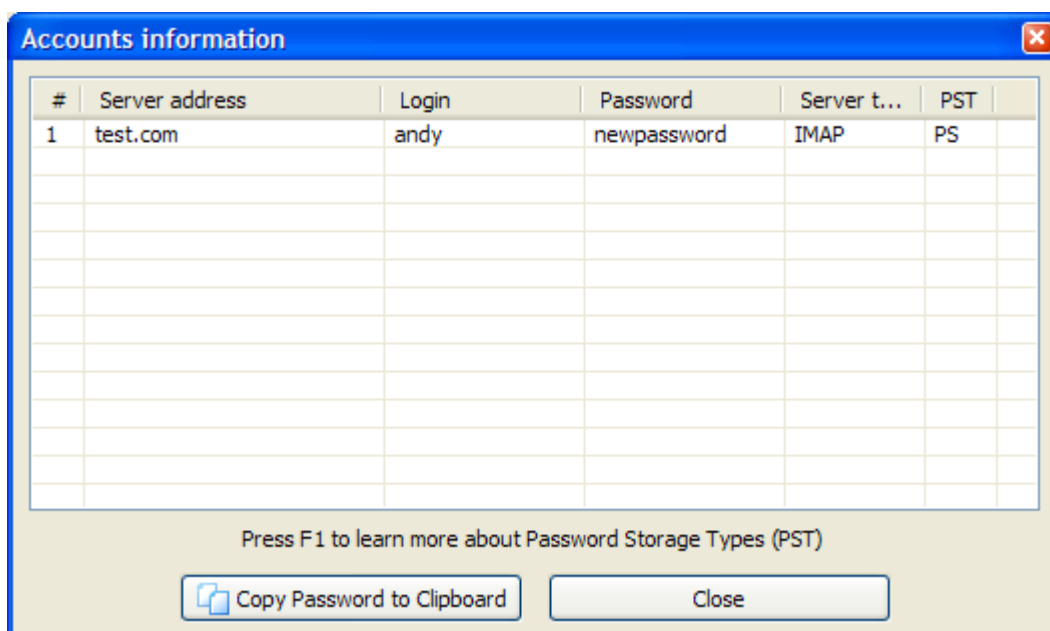 Accounts information
# Server address Login Password Server t... PST
1 test.com andy newpassword IMAP PS
Press F1 to learn more about Password Storage Types (PST)
Copy Password to Clipboard Close